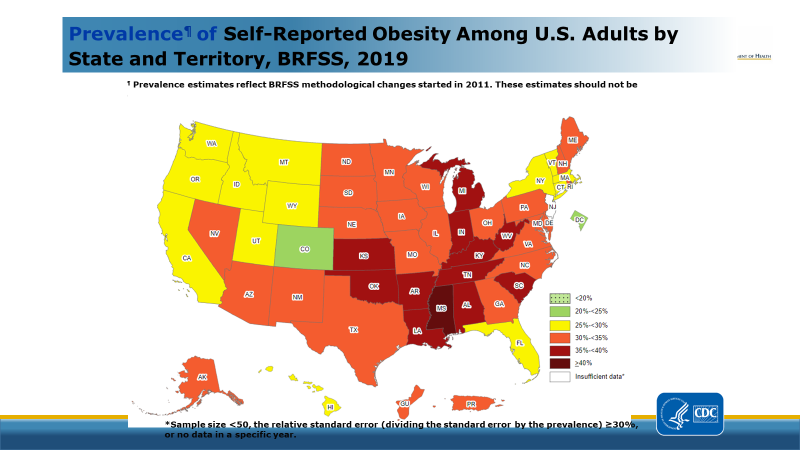 Prevalence¶ of Self-Reported Obesity Among U.S. Adults by
State and Territory, BRFSS, 2019
MENT OF HEALTH
¶ Prevalence estimates reflect BRFSS methodological changes started in 2011. These estimates should not be
WA
MT
ND
MN
ME
VT
NH
OR
ID
SD
WI
MI
NY
MA
CT
RI
WY
IA
PA
NJ
NE
OH
NV
UT
CO
IL
IN
MD
DE
DC
WV
VA
CA
KS
MO
KY
NC
AZ
NM
OK
AR
TN
SC
MS
AL
GA
TX
LA
FL
<20%
20%-<25%
25%-<30%
30%-<35%
35%-<40%
≥40%
Insufficient data*
AK
HI
GU
PR
CDC
*Sample size <50, the relative standard error (dividing the standard error by the prevalence) ≥30%,
or no data in a specific year.